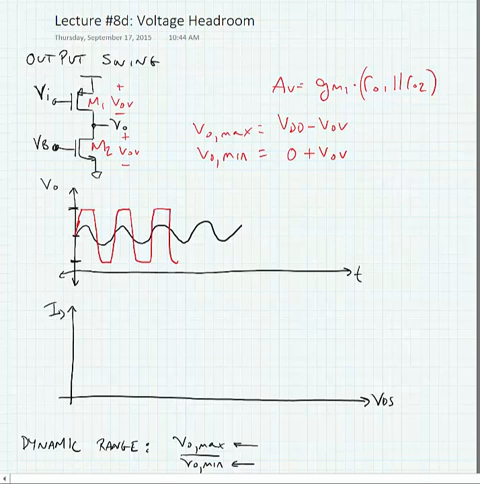 Lecture #8d: Voltage Headroom
Thursday, September 17, 2015 10:44 AM
OUTPUT SWING
Vi
M1
+
Vov
-
Vo
VB
M2
+
Vov
-
Av = gm1·(ro1||ro2)
Vo,max = VDD - Vov
Vo,min = 0 + Vov
Vo
t
ID
VDS
DYNAMIC RANGE: Vo,max
Vo,min